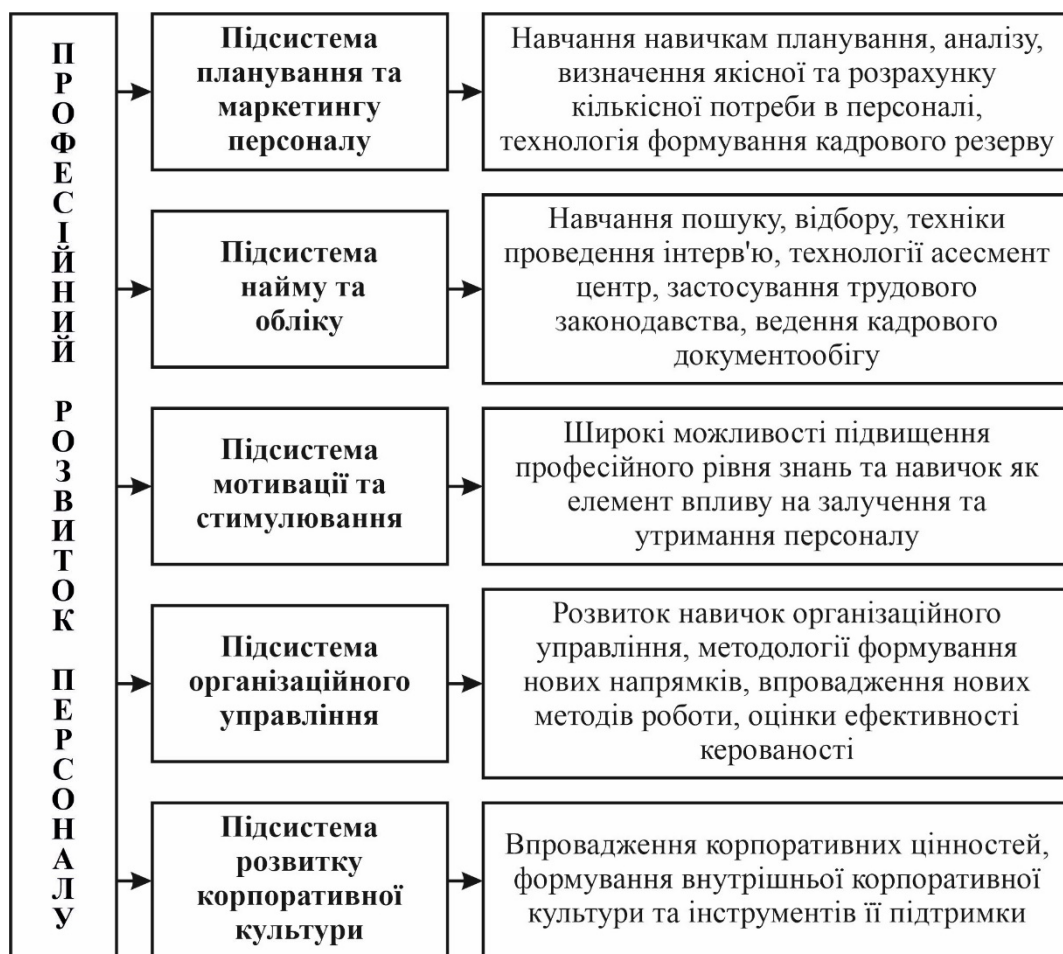 ПРОФЕСІЙНИЙ РОЗВИТОК ПЕРСОНАЛУ
Підсистема
планування та
маркетингу
персоналу
Навчання навичкам планування, аналізу,
визначення якісної та розрахунку
кількісної потреби в персоналі,
технологія формування кадрового резерву
Підсистема
найму та
обліку
Навчання пошуку, відбору, техніки
проведення інтерв'ю, технології асесмент
центр, застосування трудового
законодавства, ведення кадрового
документообігу
Підсистема
мотивації та
стимулювання
Широкі можливості підвищення
професійного рівня знань та навичок як
елемент впливу на залучення та
утримання персоналу
Підсистема
організаційного
управління
Розвиток навичок організаційного
управління, методології формування
нових напрямків, впровадження нових
методів роботи, оцінки ефективності
керованості
Підсистема
розвитку
корпоративної
культури
Впровадження корпоративних цінностей,
формування внутрішньої корпоративної
культури та інструментів її підтримки